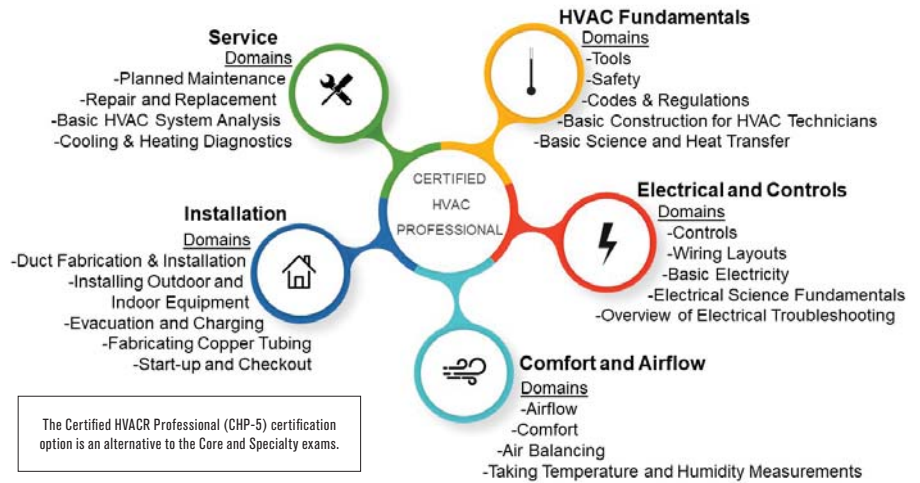 HVAC Fundamentals
Domains
-Tools
-Safety
-Codes & Regulations
-Basic Construction for HVAC Technicians
-Basic Science and Heat Transfer
Service
Domains
-Planned Maintenance
-Repair and Replacement
-Basic HVAC System Analysis
-Cooling & Heating Diagnostics
CERTIFIED
HVAC
PROFESSIONAL
Electrical and Controls
Domains
-Controls
-Wiring Layouts
-Basic Electricity
-Electrical Science Fundamentals
-Overview of Electrical Troubleshooting
Installation
Domains
-Duct Fabrication & Installation
-Installing Outdoor and
Indoor Equipment
-Evacuation and Charging
-Fabricating Copper Tubing
-Start-up and Checkout
Comfort and Airflow
Domains
-Airflow
-Comfort
-Air Balancing
-Taking Temperature and Humidity Measurements
The Certified HVACR Professional (CHP-5) certification
option is an alternative to the Core and Specialty exams.